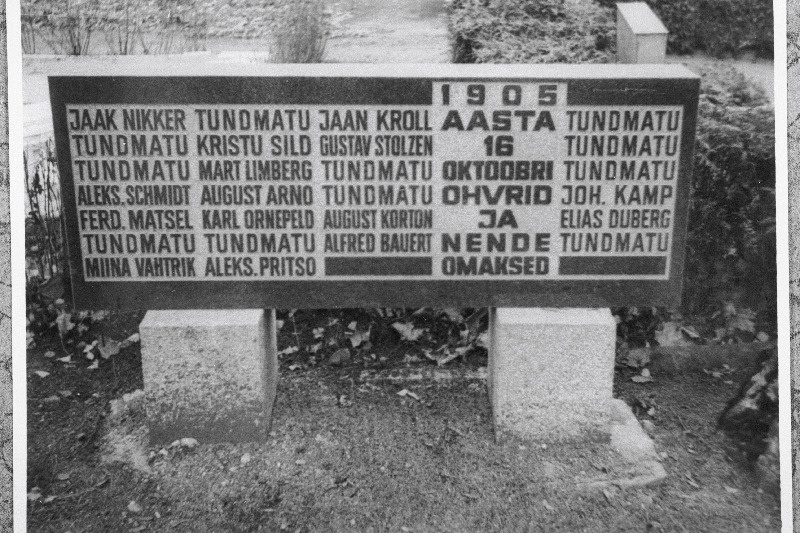 1905
JAAK NIKKER TUNDMATU JAAN KROLL AASTA TUNDMATU
TUNDMATU KRISTU SILD GUSTAV STOLZEN 16 TUNDMATU
TUNDMATU MART LIMBERG TUNDMATU OKTOOBRI TUNDMATU
ALEKS. SCHMIDT AUGUST ARNO TUNDMATU OHVRID JOH. KAMP
FERD. MATSEL KARL ORNEPELD AUGUST KORTON JA ELIAS DUBERG
TUNDMATU TUNDMATU ALFRED BAUERT NENDE TUNDMATU
MIINA VAHTRIK ALEKS. PRITSO OMAKSED